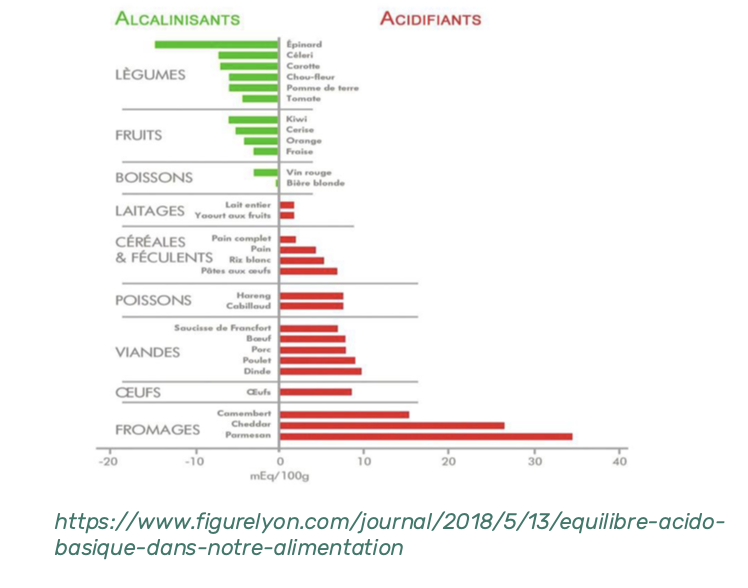 ALCALINISANTS
ACIDIFIANTS
LÈGUMES
Épinard
Céleri
Carotte
Chou-fleur
Pomme de terre
Tomate
FRUITS
Kiwi
Cerise
Orange
Fraise
BOISSONS
Vin rouge
Bière blonde
LAITAGES
Lait entier
Yaourt aux fruits
CÉRÉALES
& FÉCULENTS
Pain complet
Pain
Riz blanc
Pâtes aux œufs
POISSONS
Hareng
Cabillaud
VIANDES
Saucisse de Francfort
Bœuf
Porc
Poulet
Dinde
ŒUFS
Œufs
FROMAGES
Camembert
Cheddar
Parmesan
-20 -10 0 10 20 30 40
mEq/100g
https://www.figurelyon.com/journal/2018/5/13/equilibre-acido-
basique-dans-notre-alimentation